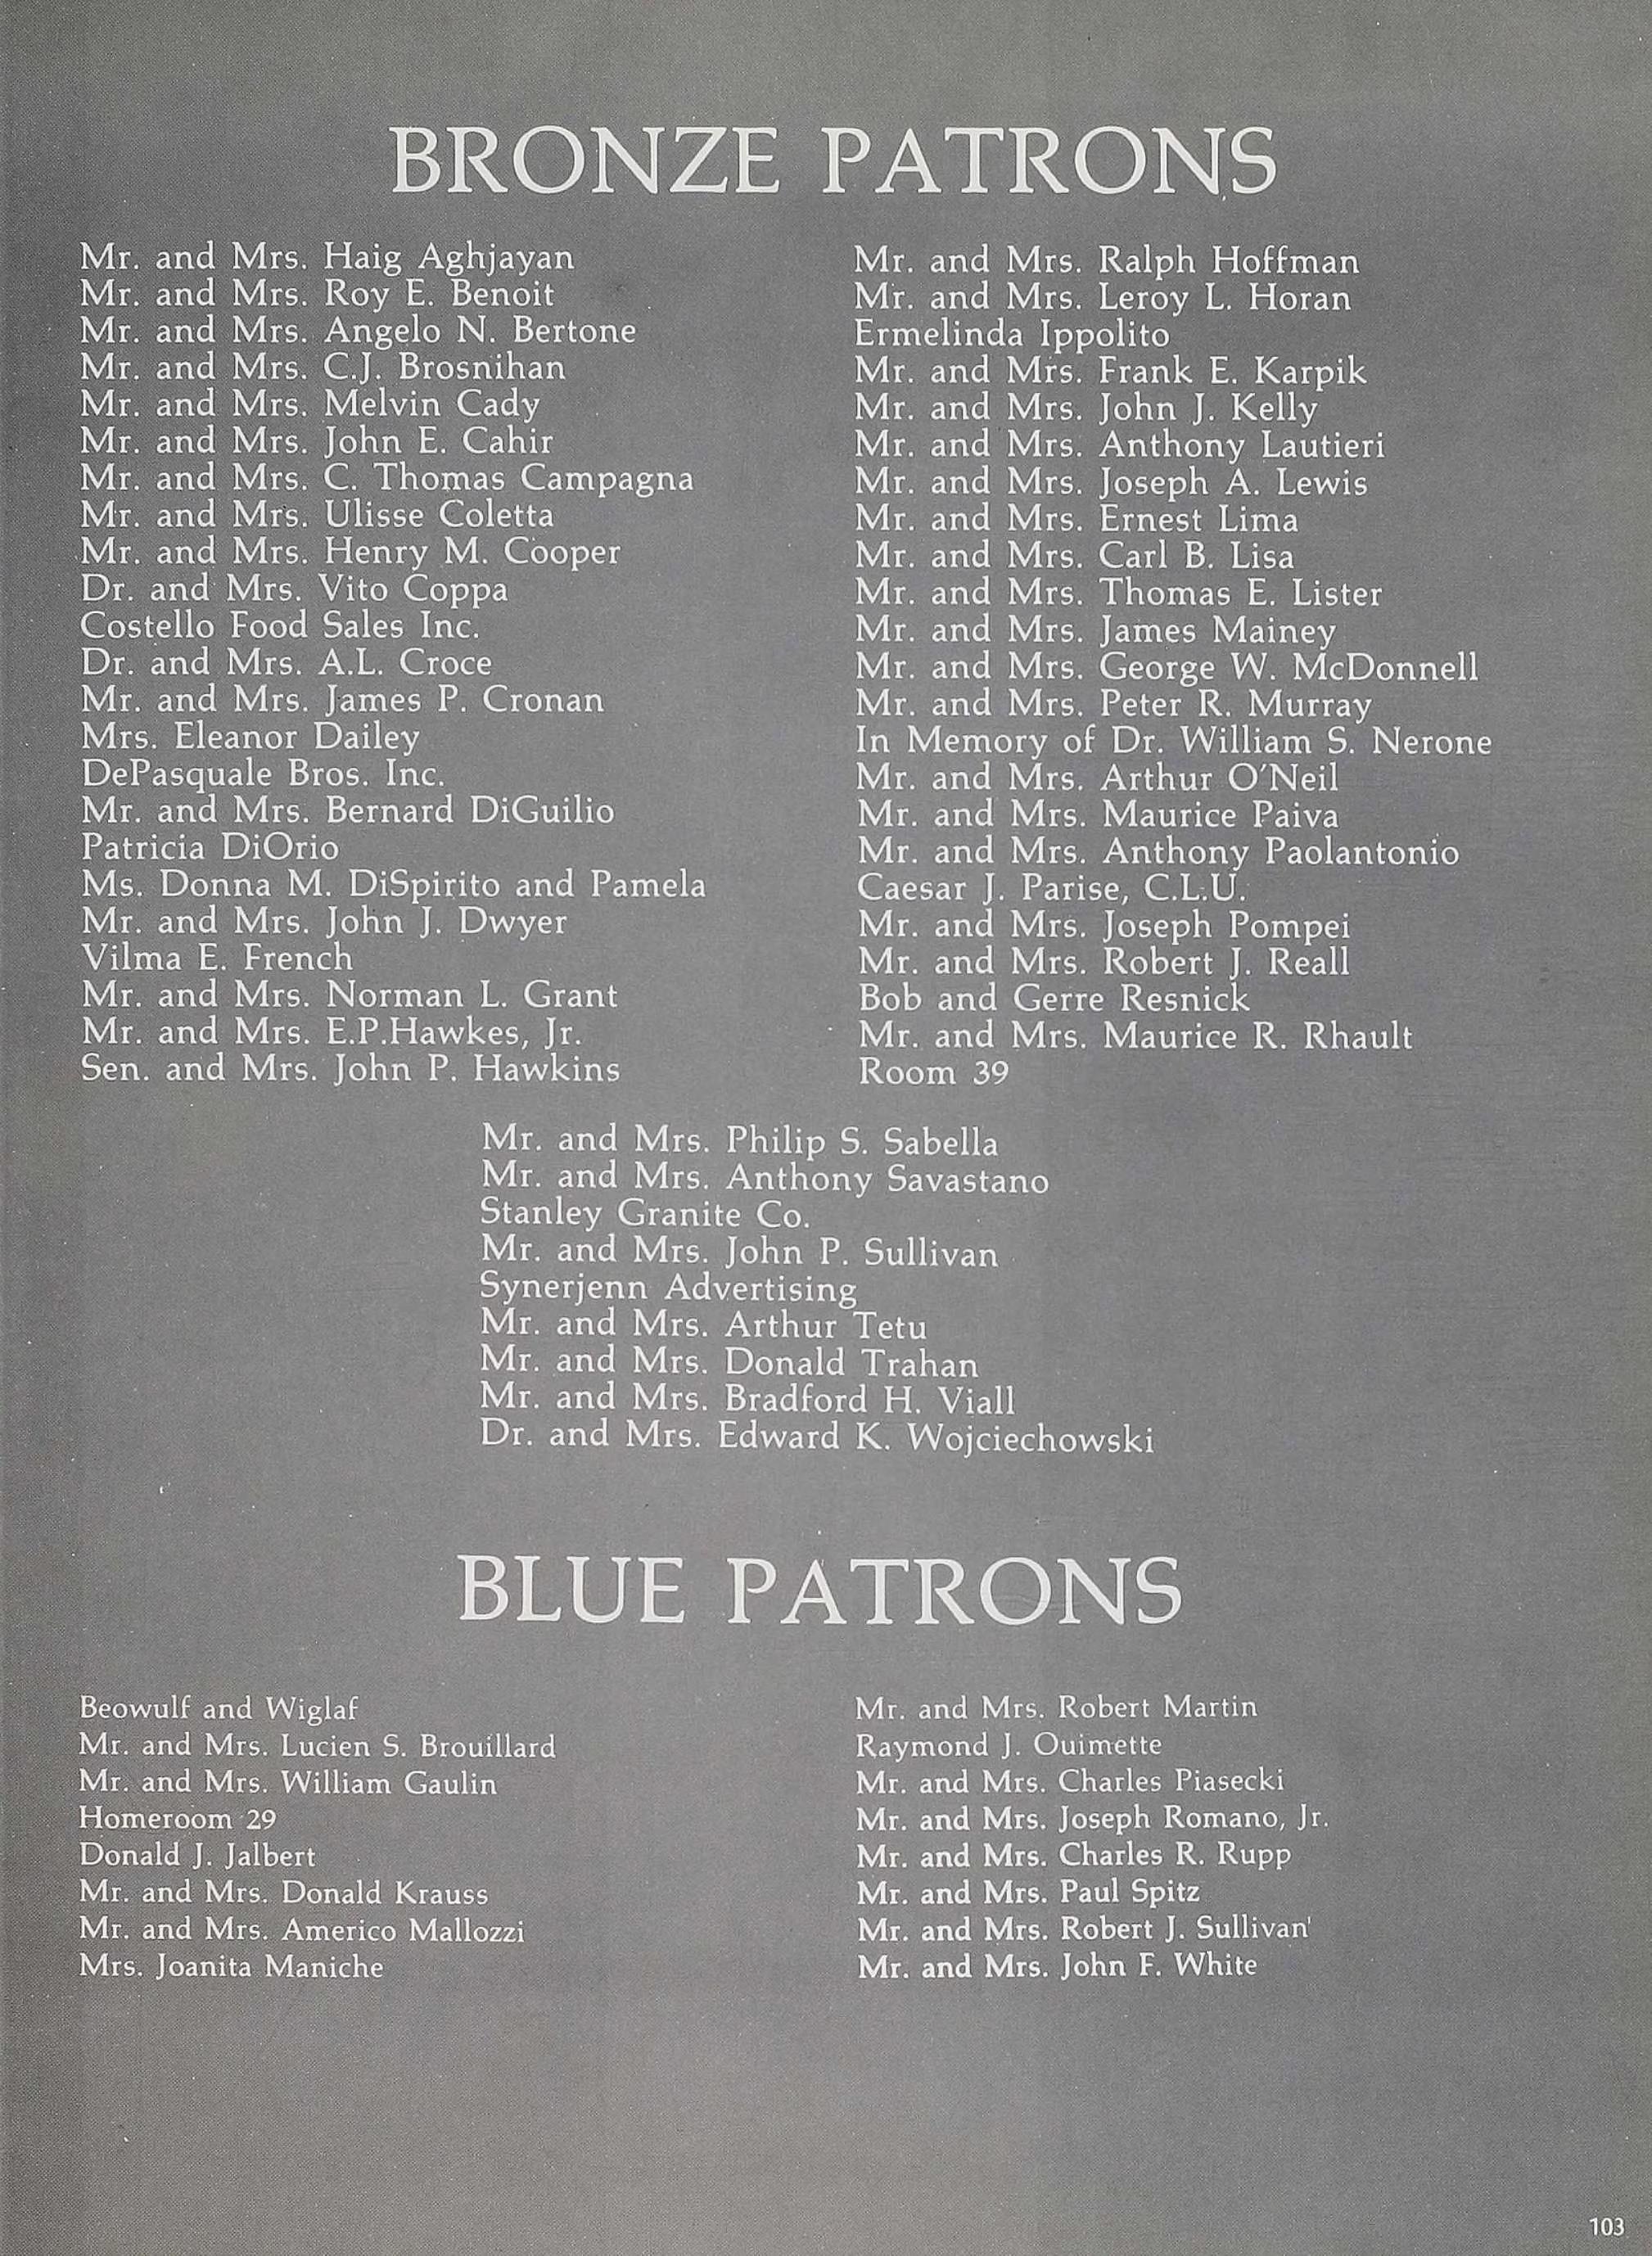 BRONZE PATRONS
Mr. and Mrs. Haig Aghjayan
Mr. and Mrs. Roy E. Benoit
Mr. and Mrs. Angelo N. Bertone
Mr. and Mrs. C.J. Brosnihan
Mr. and Mrs. Melvin Cady
Mr. and Mrs. John E. Cahir
Mr. and Mrs. C. Thomas Campagna
Mr. and Mrs. Ulisse Coletta
Mr. and Mrs. Henry M. Cooper
Dr. and Mrs. Vito Coppa
Costello Food Sales Inc.
Dr. and Mrs. A.L. Croce
Mr. and Mrs. James P. Cronan
Mrs. Eleanor Dailey
DePasquale Bros. Inc.
Mr. and Mrs. Bernard DiGuilio
Patricia DiOrio
Ms. Donna M. DiSpirito and Pamela
Mr. and Mrs. John J. Dwyer
Vilma E. French
Mr. and Mrs. Norman L. Grant
Mr. and Mrs. E.P.Hawkes, Jr.
Sen. and Mrs. John P. Hawkins
Mr. and Mrs. Ralph Hoffman
Mr. and Mrs. Leroy L. Horan
Ermelinda Ippolito
Mr. and Mrs. Frank E. Karpik
Mr. and Mrs. John J. Kelly
Mr. and Mrs. Anthony Lautieri
Mr. and Mrs. Joseph A. Lewis
Mr. and Mrs. Ernest Lima
Mr. and Mrs. Carl B. Lisa
Mr. and Mrs. Thomas E. Lister
Mr. and Mrs. James Mainey
Mr. and Mrs. George W. McDonnell
Mr. and Mrs. Peter R. Murray
In Memory of Dr. William S. Nerone
Mr. and Mrs. Arthur O'Neil
Mr. and Mrs. Maurice Paiva
Mr. and Mrs. Anthony Paolantonio
Caesar J. Parise, C.L.U.
Mr. and Mrs. Joseph Pompei
Mr. and Mrs. Robert J. Reall
Bob and Gerre Resnick
Mr. and Mrs. Maurice R. Rhault
Room 39
Mr. and Mrs. Philip S. Sabella
Mr. and Mrs. Anthony Savastano
Stanley Granite Co.
Mr. and Mrs. John P. Sullivan
Synerjenn Advertising
Mr. and Mrs. Arthur Tetu
Mr. and Mrs. Donald Trahan
Mr. and Mrs. Bradford H. Viall
Dr. and Mrs. Edward K. Wojciechowski
BLUE PATRONS
Beowulf and Wiglaf
Mr. and Mrs. Lucien S. Brouillard
Mr. and Mrs. William Gaulin
Homeroom 29
Donald J. Jalbert
Mr. and Mrs. Donald Krauss
Mr. and Mrs. Americo Mallozzi
Mrs. Joanita Maniche
Mr. and Mrs. Robert Martin
Raymond J. Ouimette
Mr. and Mrs. Charles Piasecki
Mr. and Mrs. Joseph Romano, Jr.
Mr. and Mrs. Charles R. Rupp
Mr. and Mrs. Paul Spitz
Mr. and Mrs. Robert J. Sullivan
Mr. and Mrs. John F. White
103